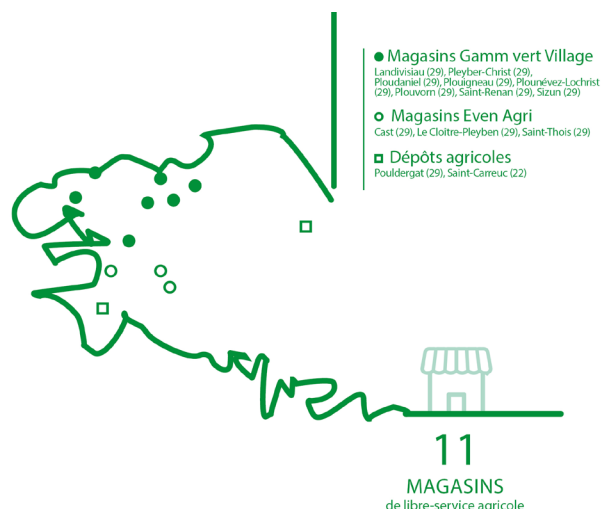 Magasins Gamm vert Village
Landivisiau (29), Pleyber-Christ (29),
Ploudaniel (29), Plouigneau (29), Plounévez-Lochrist
(29), Plouvorn (29), Saint-Renan (29), Sizun (29)
Magasins Even Agri
Cast (29), Le Cloître-Pleyben (29), Saint-Thois (29)
Dépôts agricoles
Pouldergat (29), Saint-Carreuc (22)
11
MAGASINS
de libre-service agricole